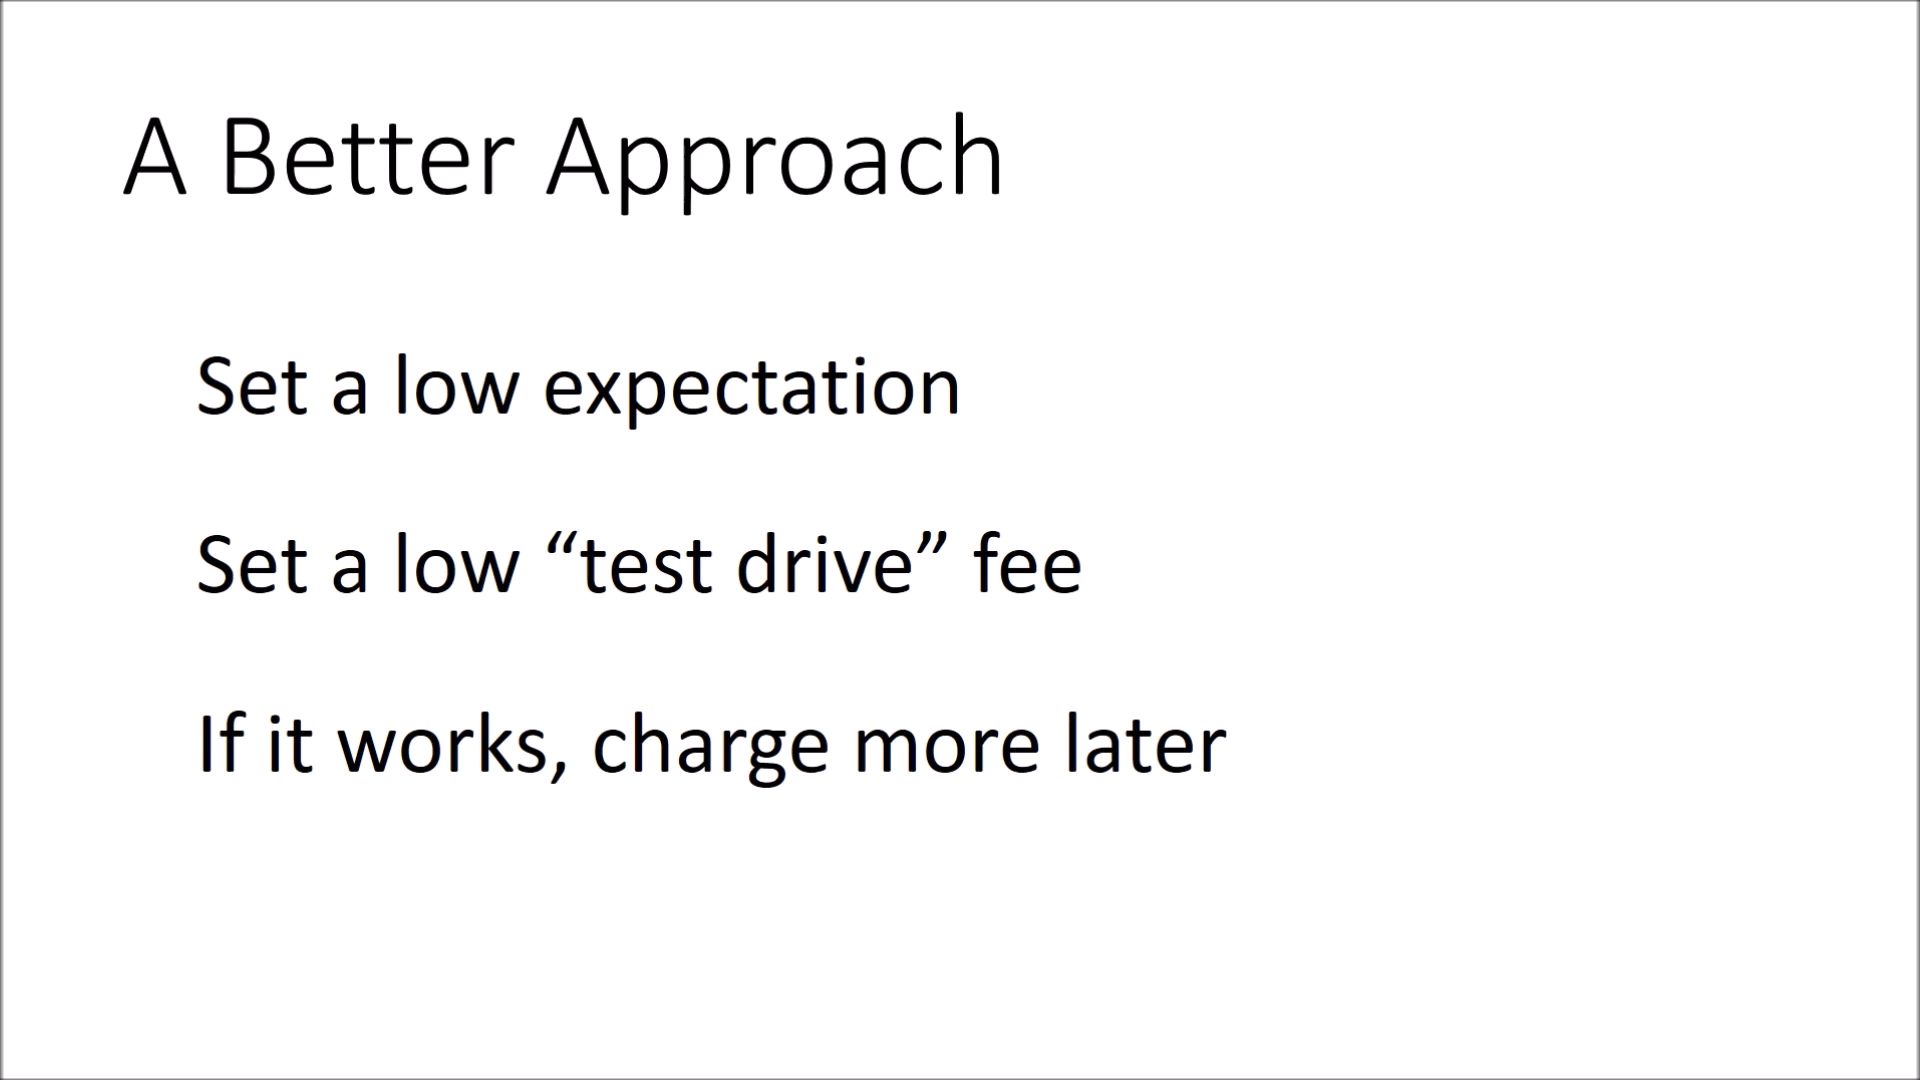 A Better Approach
Set a low expectation
Set a low “test drive” fee
If it works, charge more later